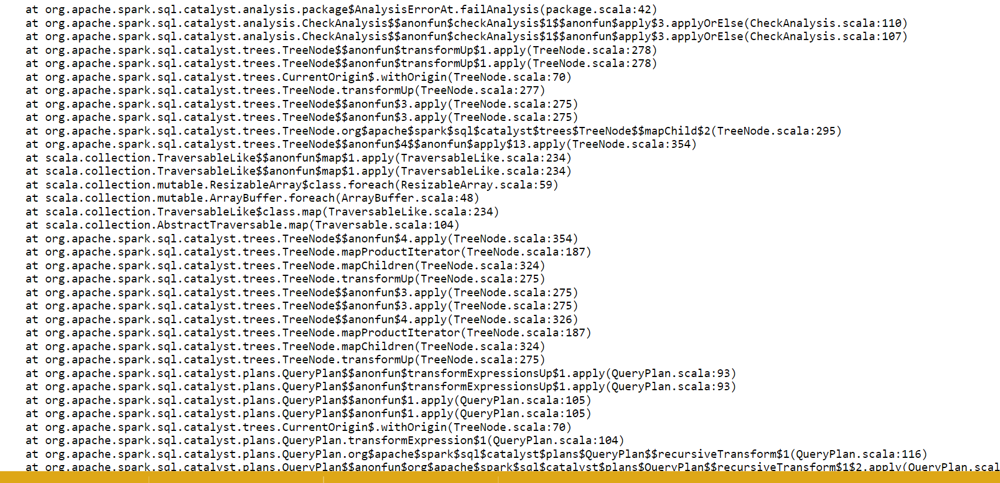 at org.apache.spark.sql.catalyst.analysis.package$AnalysisErrorAt.failAnalysis(package.scala:42)
at org.apache.spark.sql.catalyst.analysis.CheckAnalysis$$anonfun$checkAnalysis$1$$anonfun$apply$3.applyOrElse(CheckAnalysis.scala:110)
at org.apache.spark.sql.catalyst.analysis.CheckAnalysis$$anonfun$checkAnalysis$1$$anonfun$apply$3.applyOrElse(CheckAnalysis.scala:107)
at org.apache.spark.sql.catalyst.trees.TreeNode$$anonfun$transformUp$1.apply(TreeNode.scala:278)
at org.apache.spark.sql.catalyst.trees.TreeNode$$anonfun$transformUp$1.apply(TreeNode.scala:278)
at org.apache.spark.sql.catalyst.trees.CurrentOrigin$.withOrigin(TreeNode.scala:70)
at org.apache.spark.sql.catalyst.trees.TreeNode.transformUp(TreeNode.scala:277)
at org.apache.spark.sql.catalyst.trees.TreeNode$$anonfun$3.apply(TreeNode.scala:275)
at org.apache.spark.sql.catalyst.trees.TreeNode$$anonfun$3.apply(TreeNode.scala:275)
at org.apache.spark.sql.catalyst.trees.TreeNode.org$apache$spark$sql$catalyst$trees$TreeNode$$mapChild$2(TreeNode.scala:295)
at org.apache.spark.sql.catalyst.trees.TreeNode$$anonfun$4$$anonfun$apply$13.apply(TreeNode.scala:354)
at scala.collection.TraversableLike$$anonfun$map$1.apply(TraversableLike.scala:234)
at scala.collection.TraversableLike$$anonfun$map$1.apply(TraversableLike.scala:234)
at scala.collection.mutable.ResizableArray$class.foreach(ResizableArray.scala:59)
at scala.collection.mutable.ArrayBuffer.foreach(ArrayBuffer.scala:48)
at scala.collection.TraversableLike$class.map(TraversableLike.scala:234)
at scala.collection.AbstractTraversable.map(Traversable.scala:104)
at org.apache.spark.sql.catalyst.trees.TreeNode$$anonfun$4.apply(TreeNode.scala:354)
at org.apache.spark.sql.catalyst.trees.TreeNode.mapProductIterator(TreeNode.scala:187)
at org.apache.spark.sql.catalyst.trees.TreeNode.mapChildren(TreeNode.scala:324)
at org.apache.spark.sql.catalyst.trees.TreeNode.transformUp(TreeNode.scala:275)
at org.apache.spark.sql.catalyst.trees.TreeNode$$anonfun$3.apply(TreeNode.scala:275)
at org.apache.spark.sql.catalyst.trees.TreeNode$$anonfun$3.apply(TreeNode.scala:275)
at org.apache.spark.sql.catalyst.trees.TreeNode$$anonfun$4.apply(TreeNode.scala:326)
at org.apache.spark.sql.catalyst.trees.TreeNode.mapProductIterator(TreeNode.scala:187)
at org.apache.spark.sql.catalyst.trees.TreeNode.mapChildren(TreeNode.scala:324)
at org.apache.spark.sql.catalyst.trees.TreeNode.transformUp(TreeNode.scala:275)
at org.apache.spark.sql.catalyst.plans.QueryPlan$$anonfun$transformExpressionsUp$1.apply(QueryPlan.scala:93)
at org.apache.spark.sql.catalyst.plans.QueryPlan$$anonfun$transformExpressionsUp$1.apply(QueryPlan.scala:93)
at org.apache.spark.sql.catalyst.plans.QueryPlan$$anonfun$1.apply(QueryPlan.scala:105)
at org.apache.spark.sql.catalyst.plans.QueryPlan$$anonfun$1.apply(QueryPlan.scala:105)
at org.apache.spark.sql.catalyst.trees.CurrentOrigin$.withOrigin(TreeNode.scala:70)
at org.apache.spark.sql.catalyst.plans.QueryPlan.transformExpression$1(QueryPlan.scala:104)
at org.apache.spark.sql.catalyst.plans.QueryPlan.org$apache$spark$sql$catalyst$plans$QueryPlan$$recursiveTransform$1(QueryPlan.scala:116)
at org.apache.spark.sql.catalyst.plans.QueryPlan$$anonfun$org$apache$spark$sql$catalyst$plans$QueryPlan$$recursiveTransform$1$2.apply(QueryPlan.scal